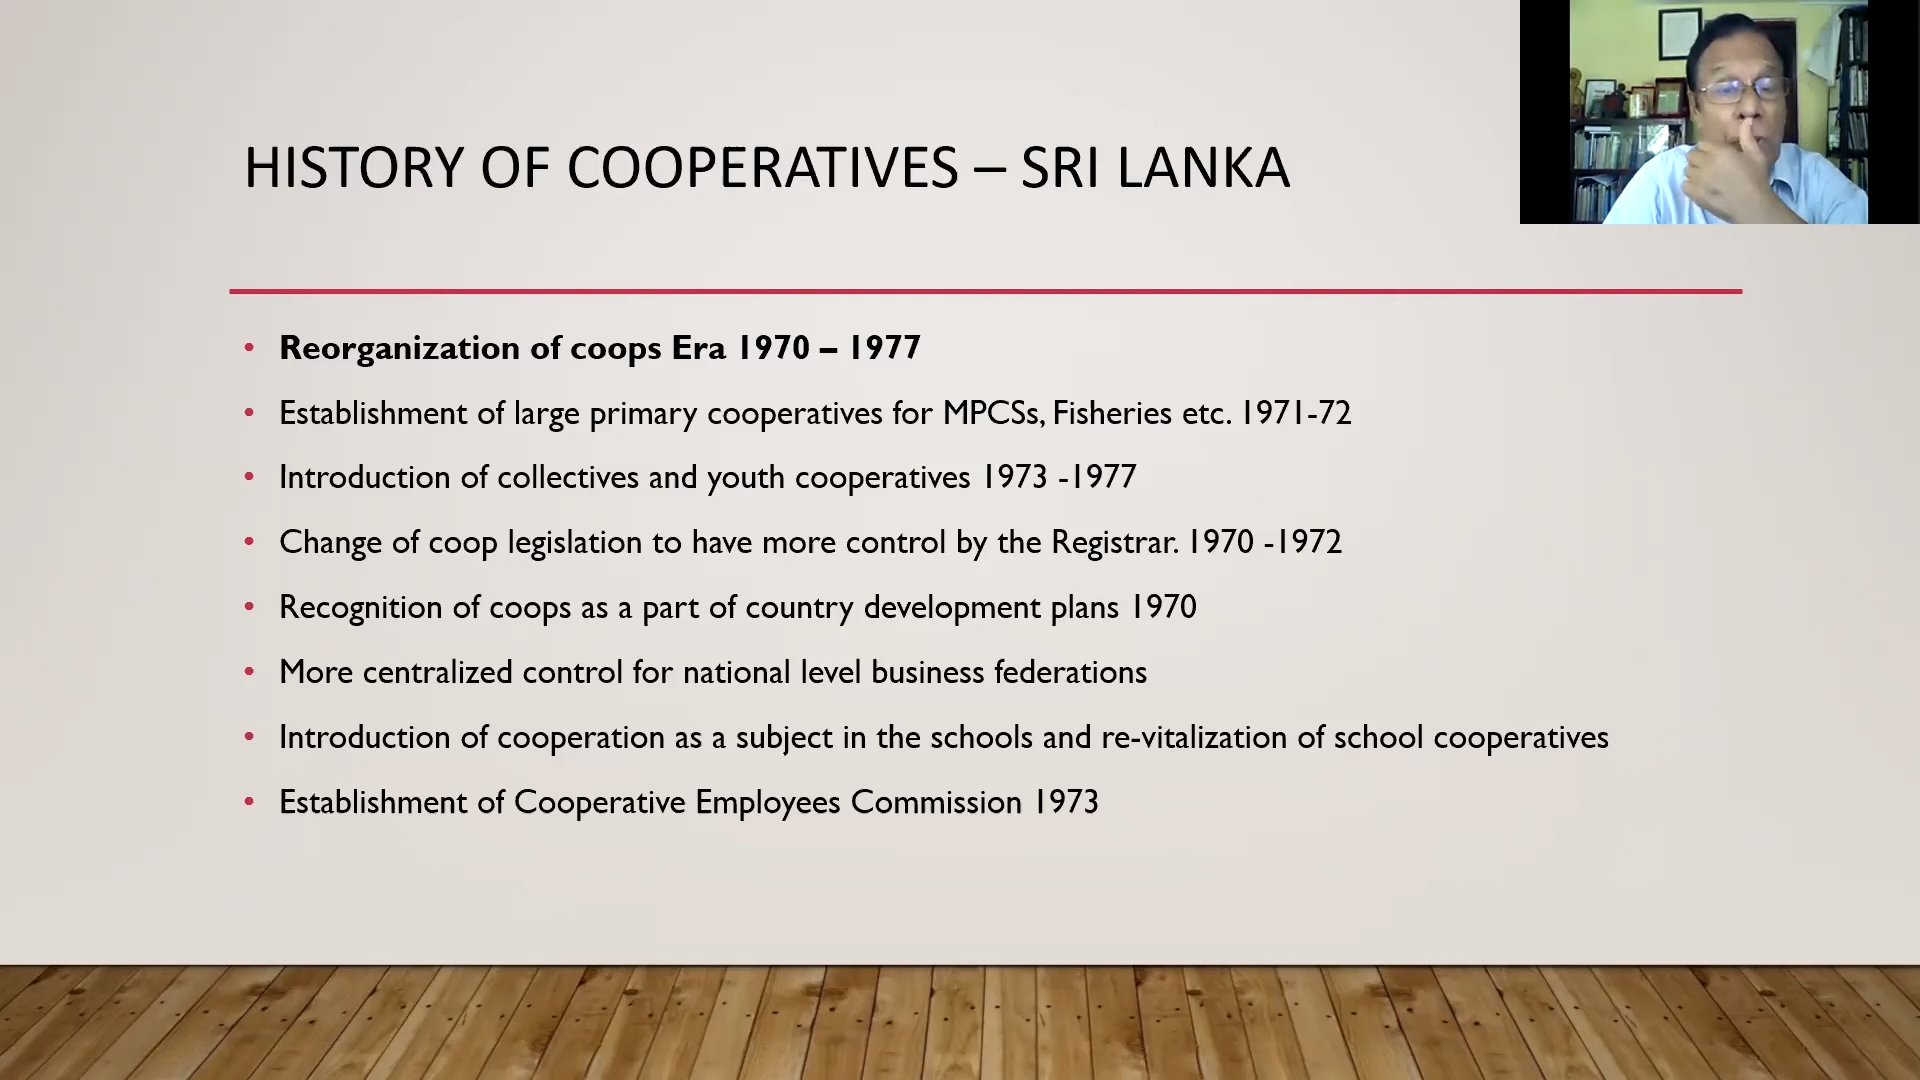 HISTORY OF COOPERATIVES – SRI LANKA
• Reorganization of coops Era 1970 – 1977
• Establishment of large primary cooperatives for MPCSs, Fisheries etc. 1971-72
• Introduction of collectives and youth cooperatives 1973 -1977
• Change of coop legislation to have more control by the Registrar. 1970 -1972
• Recognition of coops as a part of country development plans 1970
• More centralized control for national level business federations
• Introduction of cooperation as a subject in the schools and re-vitalization of school cooperatives
• Establishment of Cooperative Employees Commission 1973